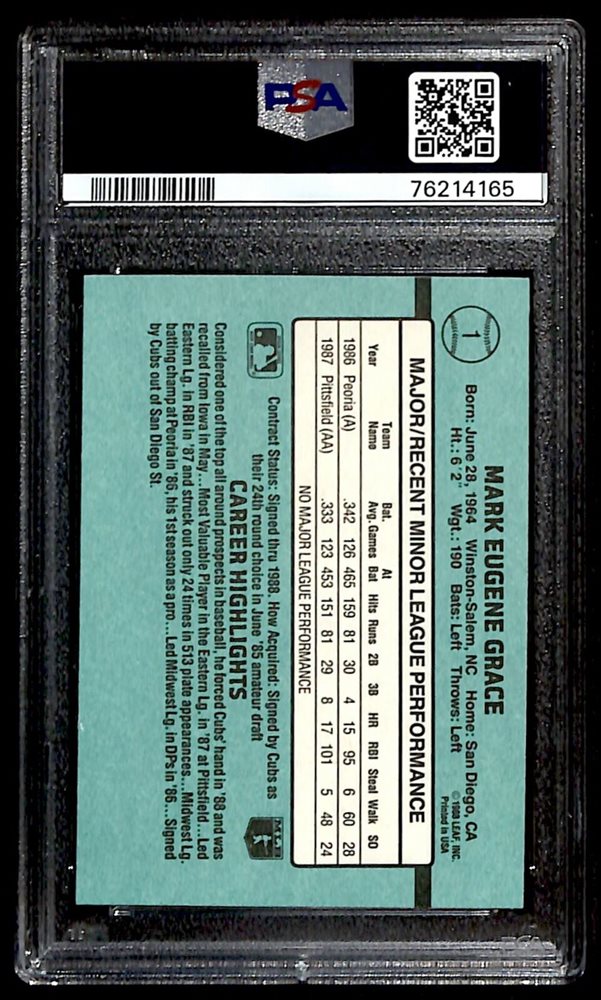 PSA
76214165
1
MARK EUGENE GRACE
Born: June 28, 1964 Winston-Salem, NC Home: San Diego, CA
Ht.: 6'2" Wgt.: 190 Bats: Left Throws: Left
© 1988 LEAF, INC.
Printed in USA
MAJOR/RECENT MINOR LEAGUE PERFORMANCE
Year Team Name Bat. Avg. Games At Bat Hits Runs 2B 3B HR RBI Steal Walk SO
1986 Peoria (A) .342 126 465 159 81 30 4 15 95 6 60 28
1987 Pittsfield (AA) .333 123 453 151 81 29 8 17 101 5 48 24
NO MAJOR LEAGUE PERFORMANCE
Contract Status: Signed thru 1988. How Acquired: Signed by Cubs as
their 24th round choice in June '85 amateur draft
CAREER HIGHLIGHTS
Considered one of the top all around prospects in baseball, he forced Cubs' hand in '88 and was
recalled from Iowa in May...Most Valuable Player in the Eastern Lg. in '87 at Pittsfield...Led
Eastern Lg. in RBI in '87 and struck out only 24 times in 513 plate appearances...Midwest Lg.
batting champ at Peoria in '86, his 1st season as a pro...Led Midwest Lg. in DPs in '86...Signed
by Cubs out of San Diego St.